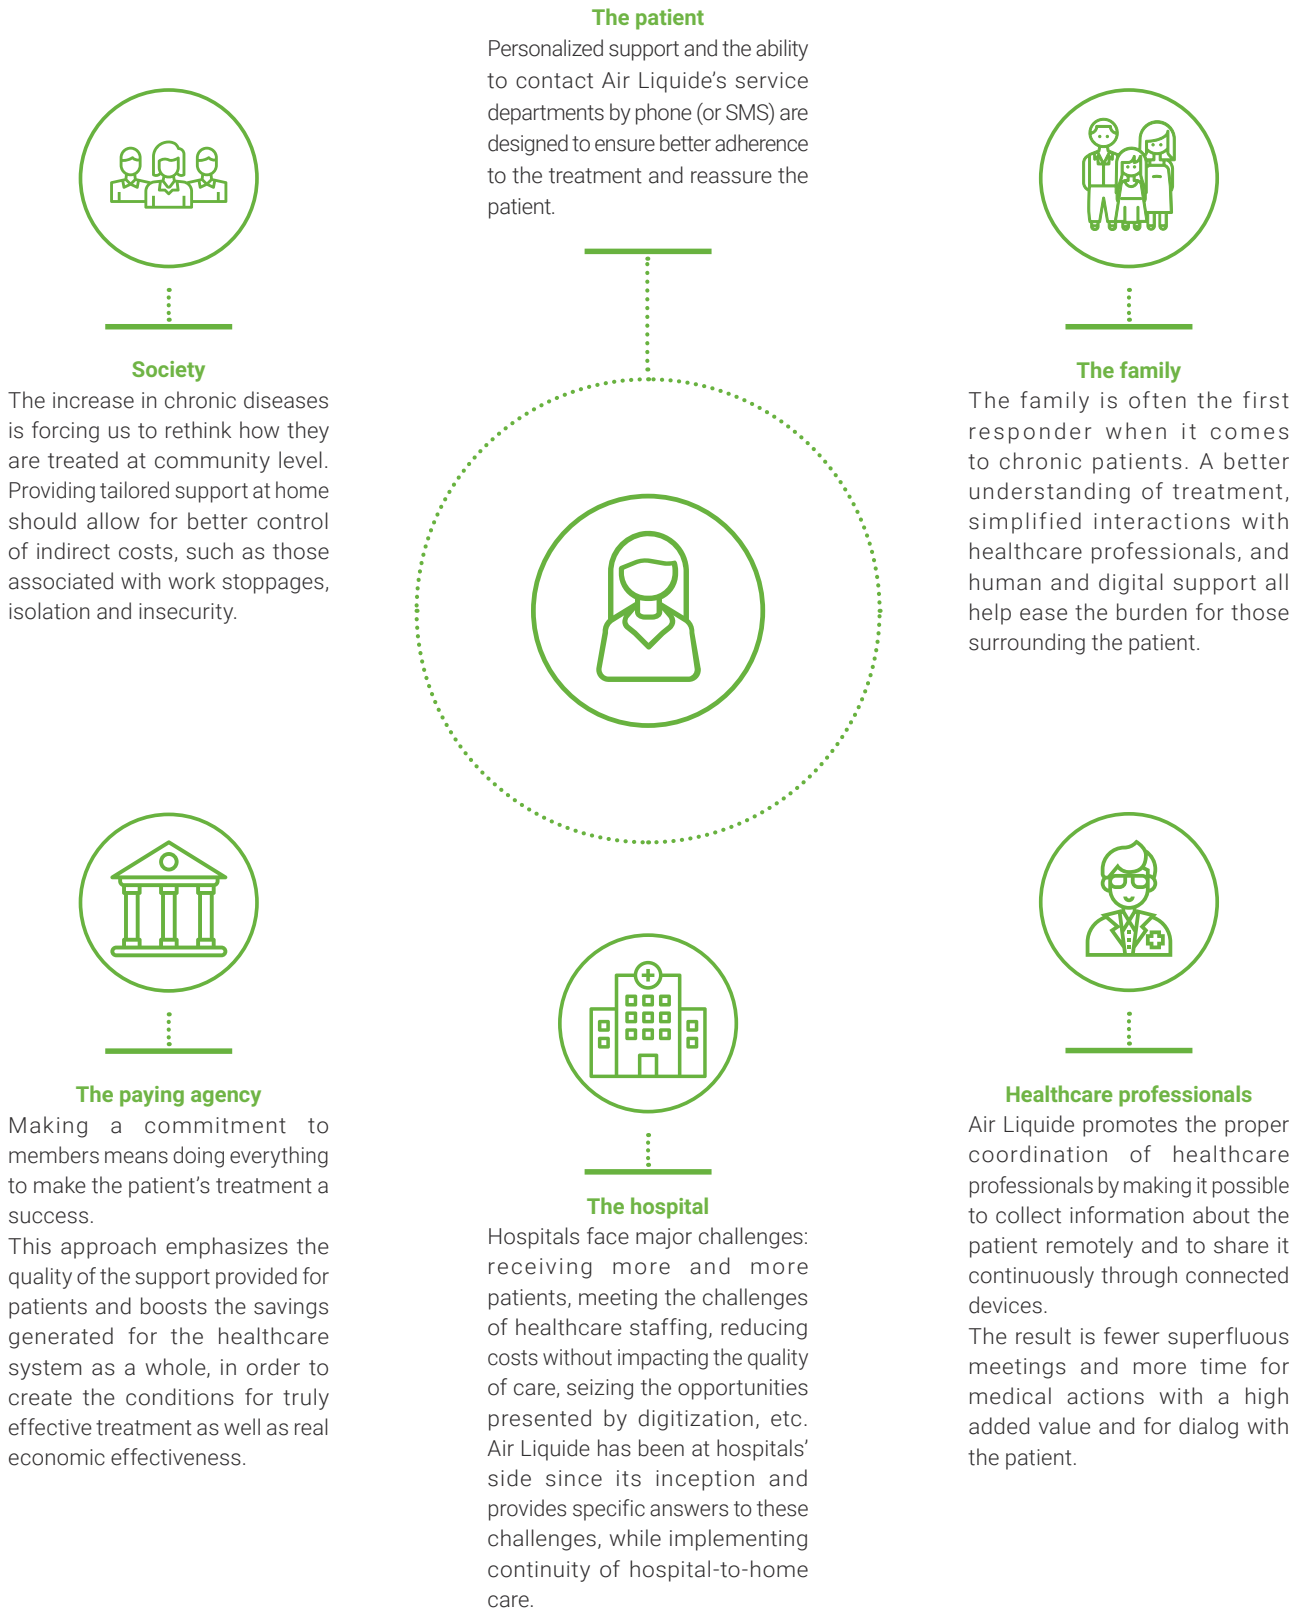 The patient
Personalized support and the ability
to contact Air Liquide's service
departments by phone (or SMS) are
designed to ensure better adherence
to the treatment and reassure the
patient.
Society
The increase in chronic diseases
is forcing us to rethink how they
are treated at community level.
Providing tailored support at home
should allow for better control
of indirect costs, such as those
associated with work stoppages,
isolation and insecurity.
The family
The family is often the first
responder when it comes
to chronic patients. A better
understanding of treatment,
simplified interactions with
healthcare professionals, and
human and digital support all
help ease the burden for those
surrounding the patient.
The paying agency
Making a commitment to
members means doing everything
to make the patient's treatment a
success.
This approach emphasizes the
quality of the support provided for
patients and boosts the savings
generated for the healthcare
system as a whole, in order to
create the conditions for truly
effective treatment as well as real
economic effectiveness.
The hospital
Hospitals face major challenges:
receiving more and more
patients, meeting the challenges
of healthcare staffing, reducing
costs without impacting the quality
of care, seizing the opportunities
presented by digitization, etc.
Air Liquide has been at hospitals'
side since its inception and
provides specific answers to these
challenges, while implementing
continuity of hospital-to-home
care.
Healthcare professionals
Air Liquide promotes the proper
coordination of healthcare
professionals by making it possible
to collect information about the
patient remotely and to share it
continuously through connected
devices.
The result is fewer superfluous
meetings and more time for
medical actions with a high
added value and for dialog with
the patient.